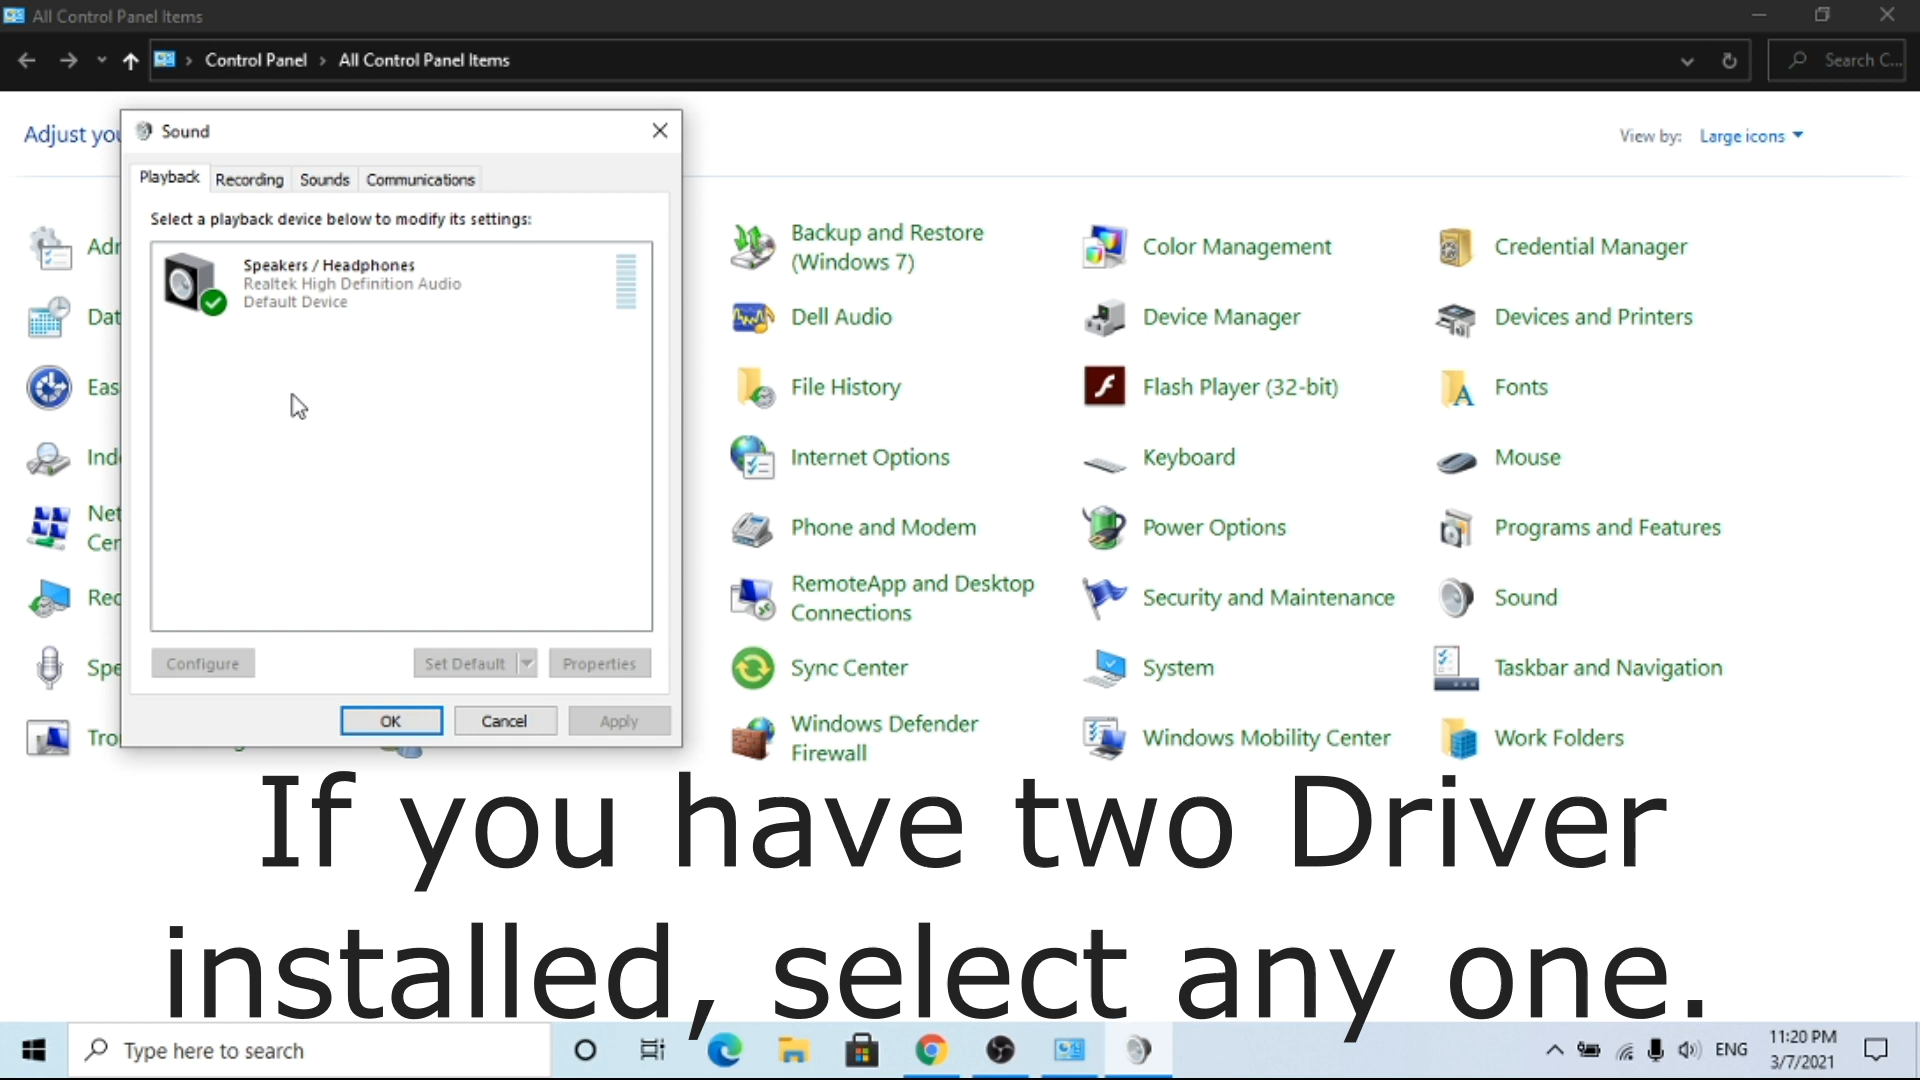 All Control Panel Items
Control Panel › All Control Panel Items
Search C...
Adjust you
View by: Large icons
Sound
Playback
Recording
Sounds
Communications
Select a playback device below to modify its settings:
Speakers / Headphones
Realtek High Definition Audio
Default Device
Configure
Set Default
Properties
OK
Cancel
Apply
Backup and Restore
(Windows 7)
Color Management
Credential Manager
Dat
Dell Audio
Device Manager
Devices and Printers
Eas
File History
Flash Player (32-bit)
Fonts
Internet Options
Keyboard
Mouse
Net
Cer
Phone and Modem
Power Options
Programs and Features
RemoteApp and Desktop
Connections
Security and Maintenance
Sound
Spe
Sync Center
System
Taskbar and Navigation
Tro
Windows Defender
Firewall
Windows Mobility Center
Work Folders
If you have two Driver
installed, select any one.
Type here to search
ENG
11:20 PM
3/7/2021